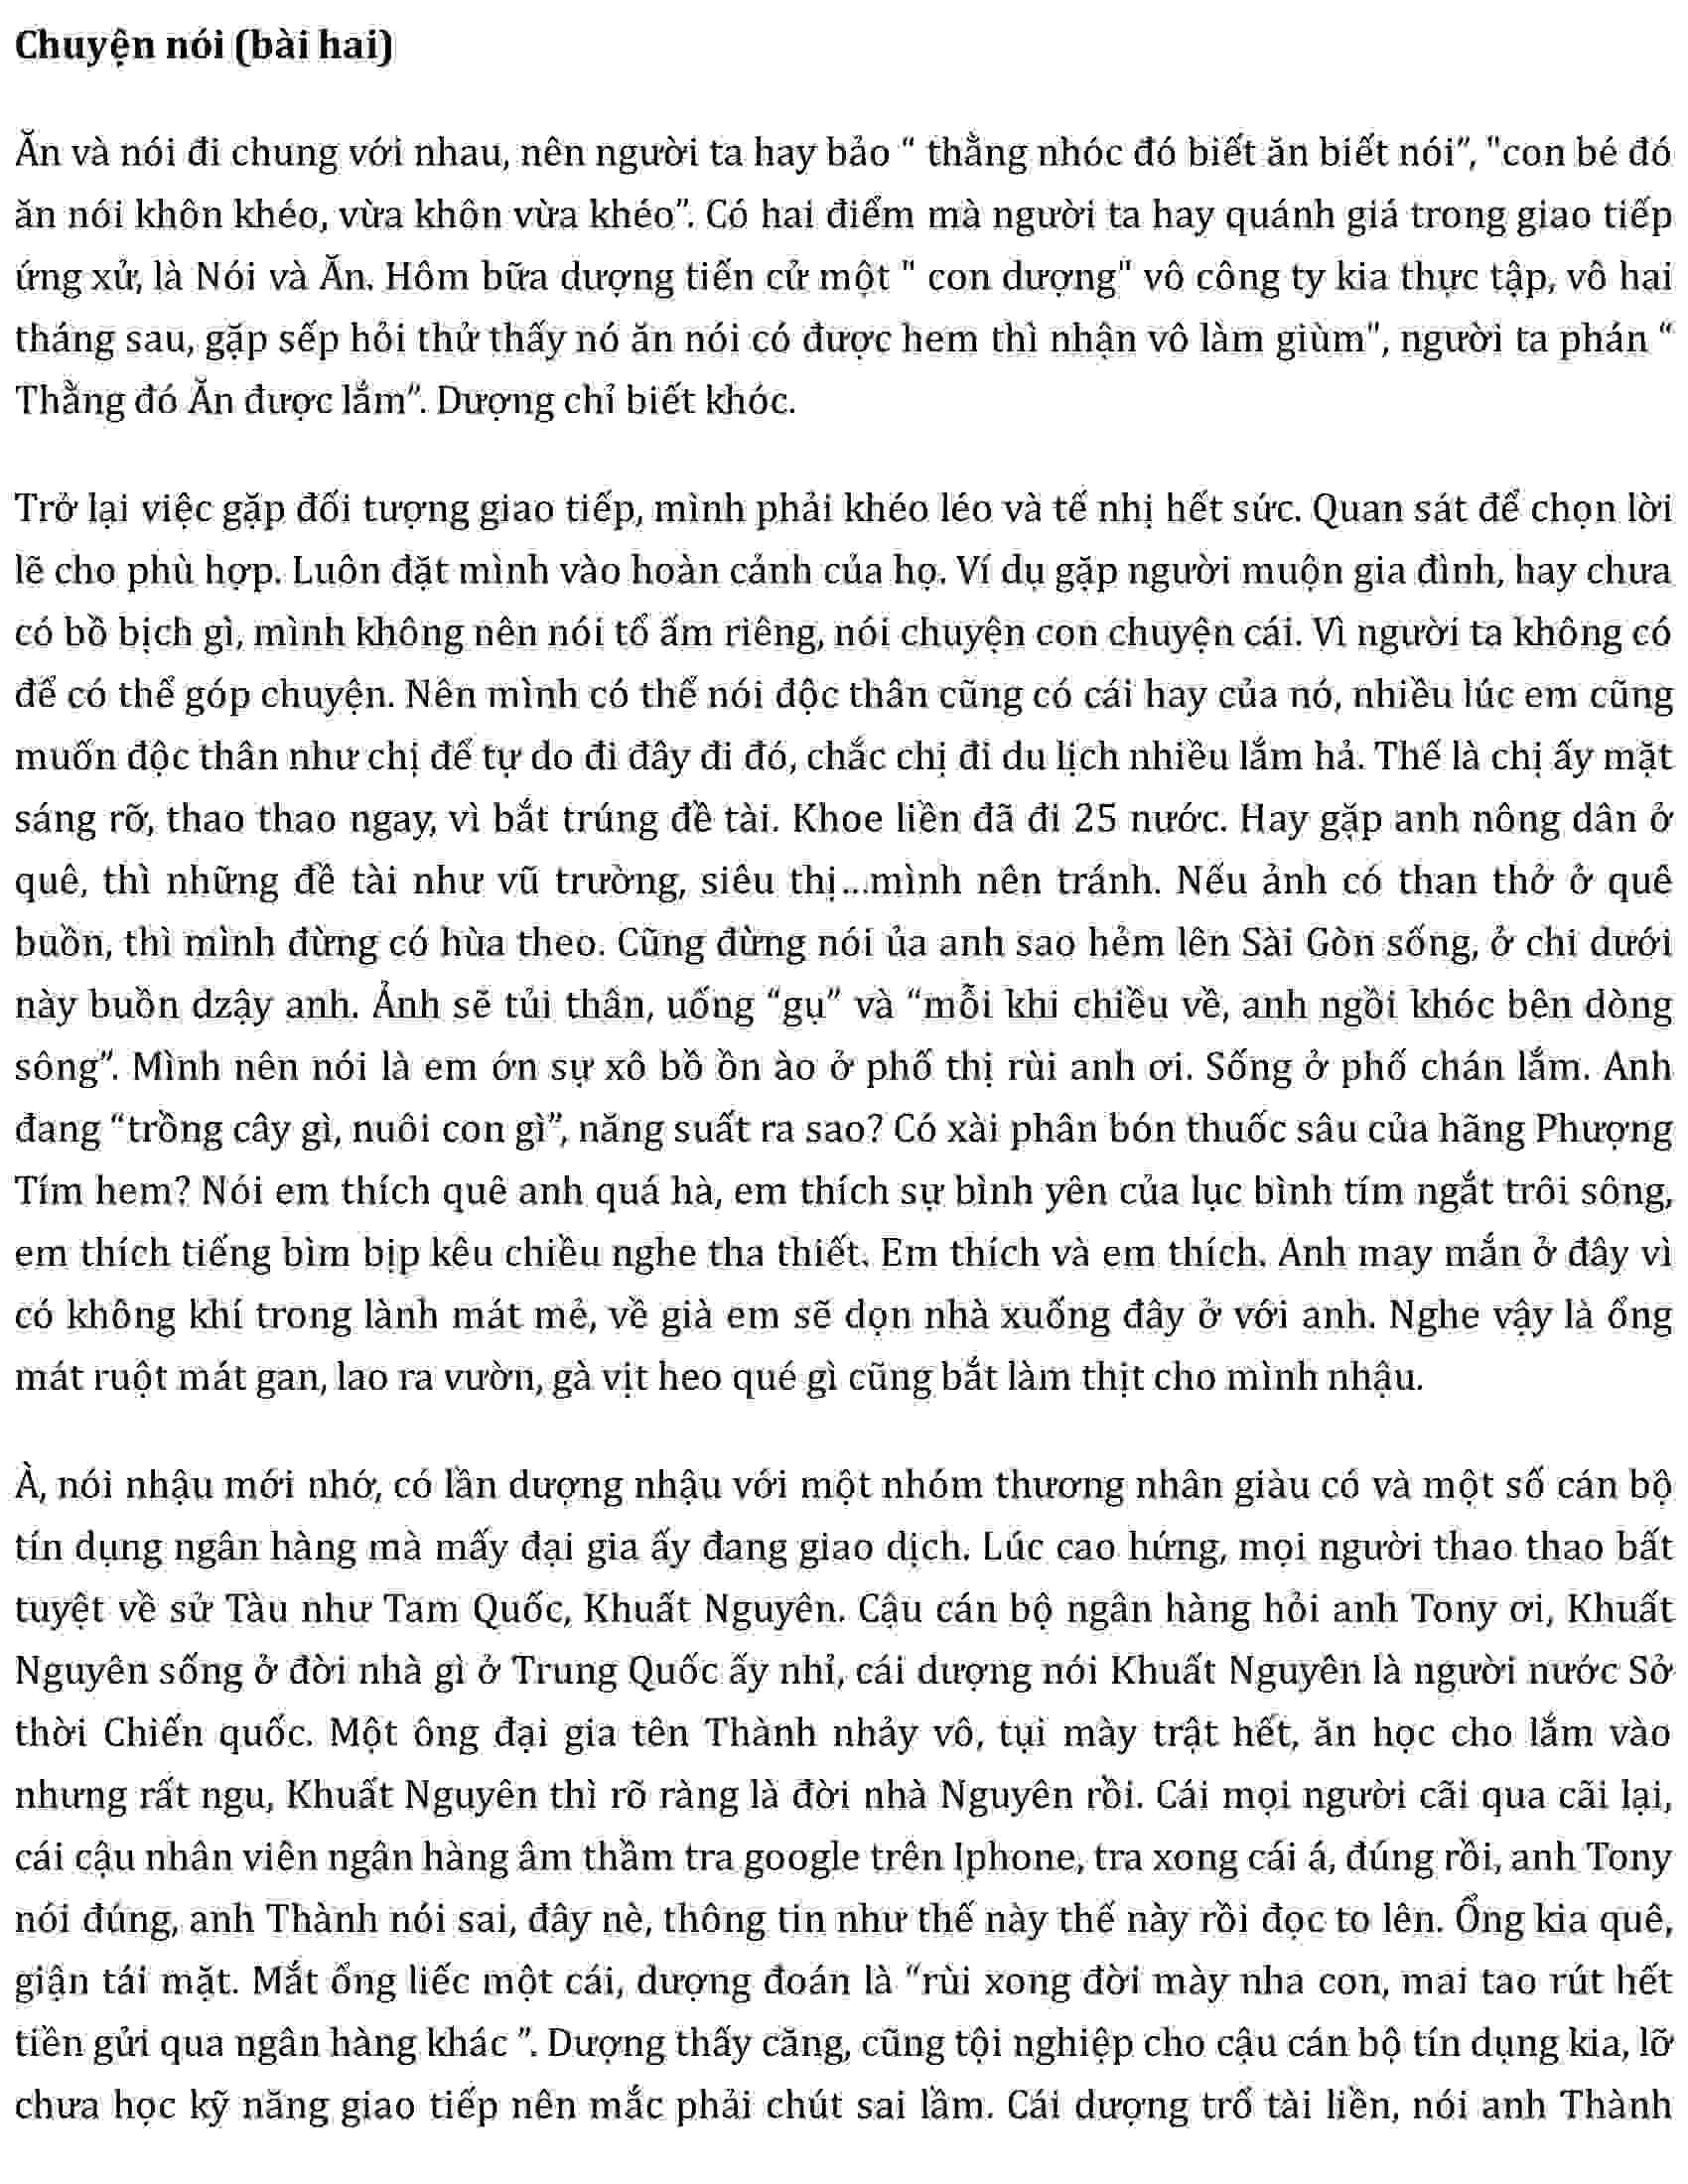 Chuyện nói (bài hai)
Ăn và nói đi chung với nhau, nên người ta hay bảo “ thằng nhóc đó biết ăn biết nói”, "con bé đó
ăn nói khôn khéo, vừa khôn vừa khéo”. Có hai điểm mà người ta hay quánh giá trong giao tiếp
ứng xử, là Nói và Ăn. Hôm bữa dượng tiến cử một " con dượng" vô công ty kia thực tập, vô hai
tháng sau, gặp sếp hỏi thử thấy nó ăn nói có được hem thì nhận vô làm giùm", người ta phán “
Thằng đó Ăn được lắm”. Dượng chỉ biết khóc.
Trở lại việc gặp đối tượng giao tiếp, mình phải khéo léo và tế nhị hết sức. Quan sát để chọn lời
lẽ cho phù hợp. Luôn đặt mình vào hoàn cảnh của họ. Ví dụ gặp người muộn gia đình, hay chưa
có bồ bịch gì, mình không nên nói tổ ấm riêng, nói chuyện con chuyện cái. Vì người ta không có
để có thể góp chuyện. Nên mình có thể nói độc thân cũng có cái hay của nó, nhiều lúc em cũng
muốn độc thân như chị để tự do đi đây đi đó, chắc chị đi du lịch nhiều lắm hả. Thế là chị ấy mặt
sáng rỡ, thao thao ngay, vì bắt trúng đề tài. Khoe liền đã đi 25 nước. Hay gặp anh nông dân ở
quê, thì những đề tài như vũ trường, siêu thị...mình nên tránh. Nếu ảnh có than thở ở quê
buồn, thì mình đừng có hùa theo. Cũng đừng nói ủa anh sao hẻm lên Sài Gòn sống, ở chi dưới
này buồn dzậy anh. Ảnh sẽ tủi thân, uống “gụ” và “mỗi khi chiều về, anh ngồi khóc bên dòng
sông”. Mình nên nói là em ớn sự xô bồ ồn ào ở phố thị rùi anh ơi. Sống ở phố chán lắm. Anh
đang “trồng cây gì, nuôi con gì”, năng suất ra sao? Có xài phân bón thuốc sâu của hãng Phượng
Tím hem? Nói em thích quê anh quá hà, em thích sự bình yên của lục bình tím ngắt trôi sông,
em thích tiếng bìm bịp kêu chiều nghe tha thiết. Em thích và em thích. Anh may mắn ở đây vì
có không khí trong lành mát mẻ, về già em sẽ dọn nhà xuống đây ở với anh. Nghe vậy là ổng
mát ruột mát gan, lao ra vườn, gà vịt heo qué gì cũng bắt làm thịt cho mình nhậu.
À, nói nhậu mới nhớ, có lần dượng nhậu với một nhóm thương nhân giàu có và một số cán bộ
tín dụng ngân hàng mà mấy đại gia ấy đang giao dịch. Lúc cao hứng, mọi người thao thao bất
tuyệt về sử Tàu như Tam Quốc, Khuất Nguyên. Cậu cán bộ ngân hàng hỏi anh Tony ơi, Khuất
Nguyên sống ở đời nhà gì ở Trung Quốc ấy nhỉ, cái dượng nói Khuất Nguyên là người nước Sở
thời Chiến quốc. Một ông đại gia tên Thành nhảy vô, tụi mày trật hết, ăn học cho lắm vào
nhưng rất ngu, Khuất Nguyên thì rõ ràng là đời nhà Nguyên rồi. Cái mọi người cãi qua cãi lại,
cái cậu nhân viên ngân hàng âm thầm tra google trên Iphone, tra xong cái á, đúng rồi, anh Tony
nói đúng, anh Thành nói sai, đây nè, thông tin như thế này thế này rồi đọc to lên. Ổng kia quê,
giận tái mặt. Mắt ổng liếc một cái, dượng đoán là “rùi xong đời mày nha con, mai tao rút hết
tiền gửi qua ngân hàng khác ”. Dượng thấy căng, cũng tội nghiệp cho cậu cán bộ tín dụng kia, lỡ
chưa học kỹ năng giao tiếp nên mắc phải chút sai lầm. Cái dượng trổ tài liền, nói anh Thành